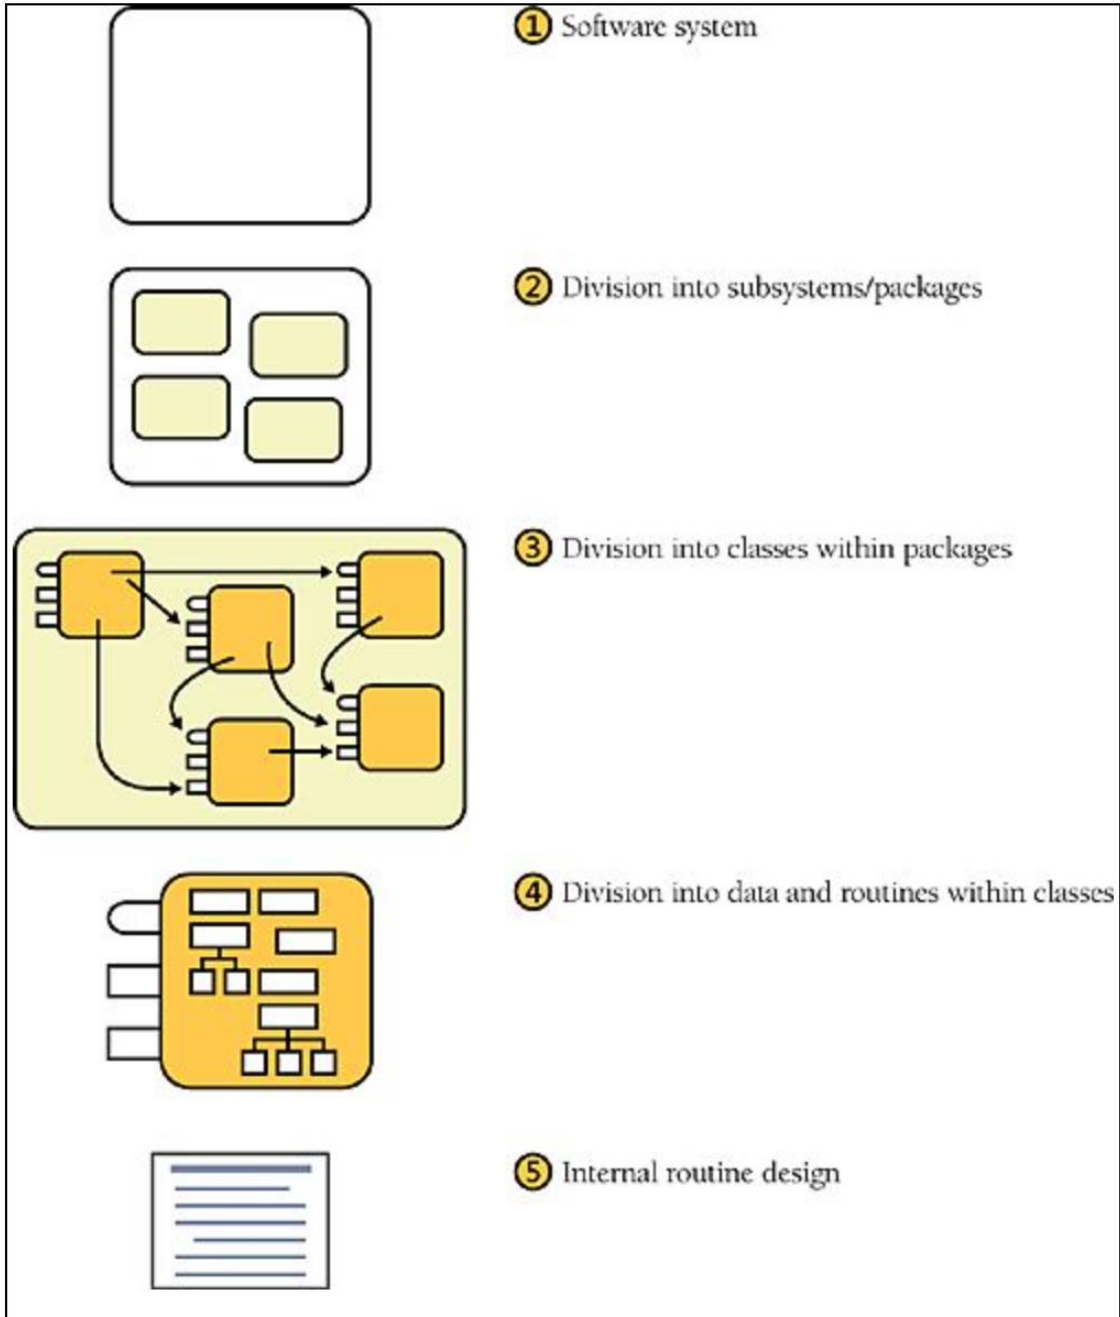 1 Software system
2 Division into subsystems/packages
3 Division into classes within packages
4 Division into data and routines within classes
5 Internal routine design